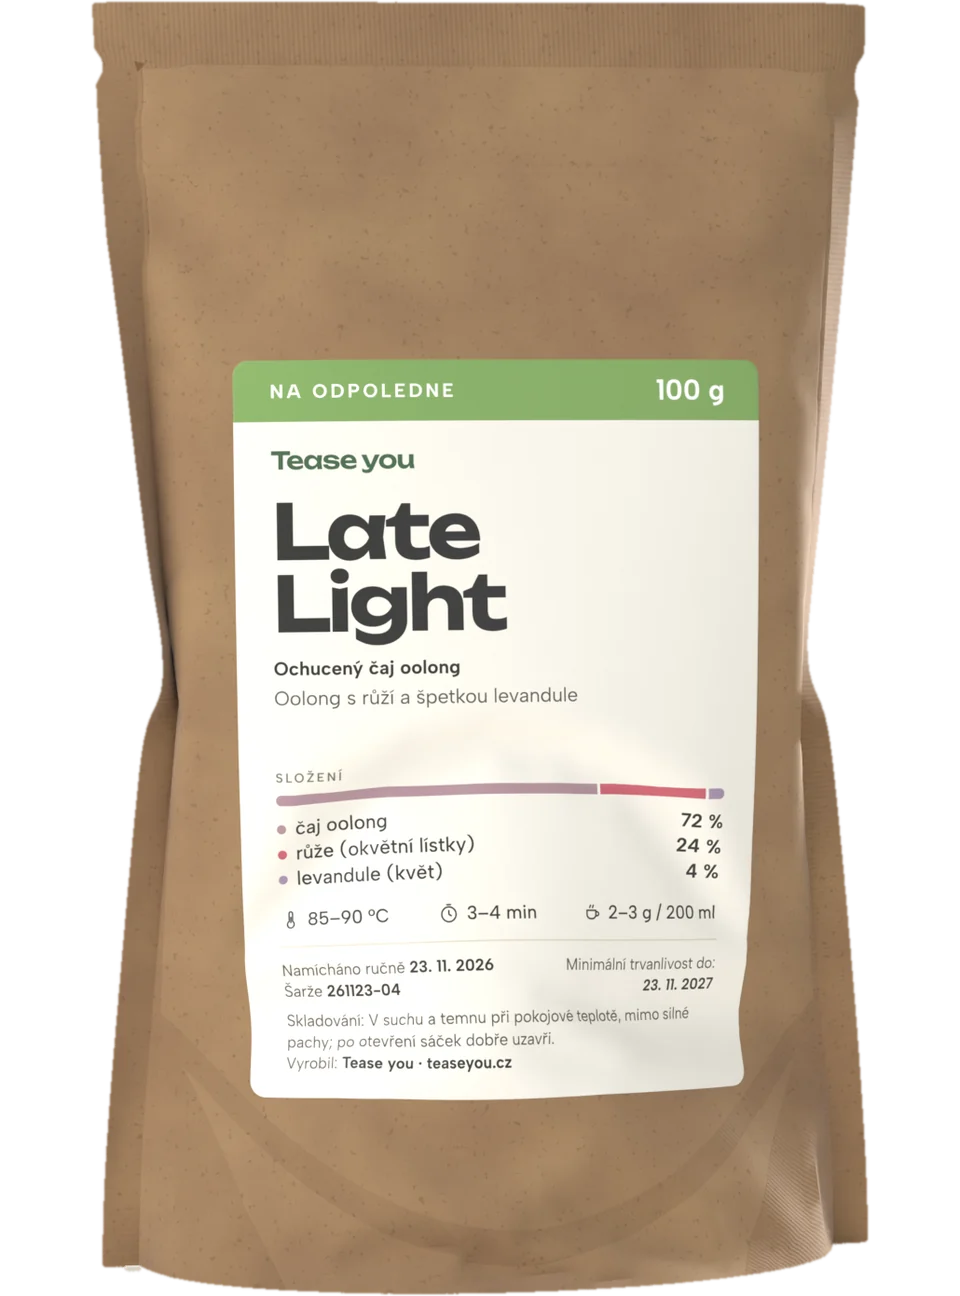 NA ODPOLEDNE 100 g
Tease you
Late
Light
Ochucený čaj oolong
Oolong s růží a špetkou levandule
SLOŽENÍ
čaj oolong 72 %
růže (okvětní lístky) 24 %
levandule (květ) 4 %
85–90 °C 3–4 min 2–3 g / 200 ml
Namícháno ručně 23. 11. 2026 Minimální trvanlivost do:
Šarže 261123-04 23. 11. 2027
Skladování: V suchu a temnu při pokojové teplotě, mimo silné
pachy; po otevření sáček dobře uzavři.
Vyrobil: Tease you · teaseyou.cz